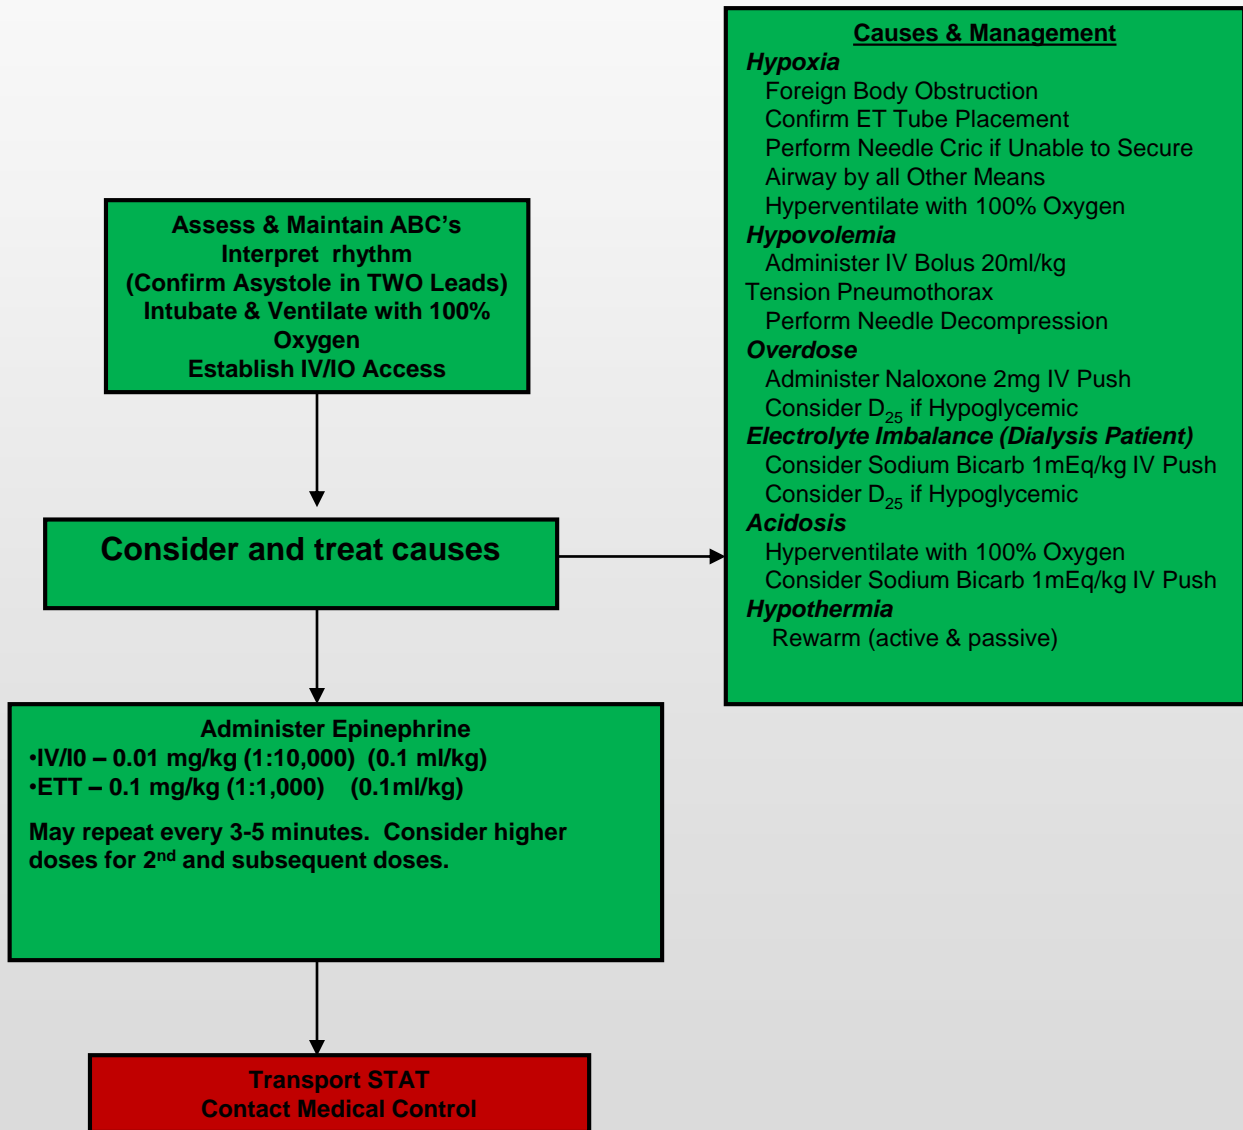 Assess & Maintain ABC’s
Interpret rhythm
(Confirm Asystole in TWO Leads)
Intubate & Ventilate with 100%
Oxygen
Establish IV/IO Access
Consider and treat causes
Causes & Management
Hypoxia
Foreign Body Obstruction
Confirm ET Tube Placement
Perform Needle Cric if Unable to Secure
Airway by all Other Means
Hyperventilate with 100% Oxygen
Hypovolemia
Administer IV Bolus 20ml/kg
Tension Pneumothorax
Perform Needle Decompression
Overdose
Administer Naloxone 2mg IV Push
Consider D25 if Hypoglycemic
Electrolyte Imbalance (Dialysis Patient)
Consider Sodium Bicarb 1mEq/kg IV Push
Consider D25 if Hypoglycemic
Acidosis
Hyperventilate with 100% Oxygen
Consider Sodium Bicarb 1mEq/kg IV Push
Hypothermia
Rewarm (active & passive)
Administer Epinephrine
•IV/I0 – 0.01 mg/kg (1:10,000) (0.1 ml/kg)
•ETT – 0.1 mg/kg (1:1,000) (0.1ml/kg)
May repeat every 3-5 minutes. Consider higher
doses for 2nd and subsequent doses.
Transport STAT
Contact Medical Control